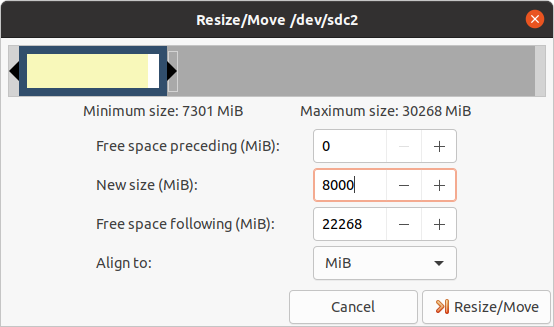 Resize/Move /dev/sdc2
Minimum size: 7301 MiB Maximum size: 30268 MiB
Free space preceding (MiB): 0
New size (MiB): 8000
Free space following (MiB): 22268
Align to: MiB
Cancel Resize/Move